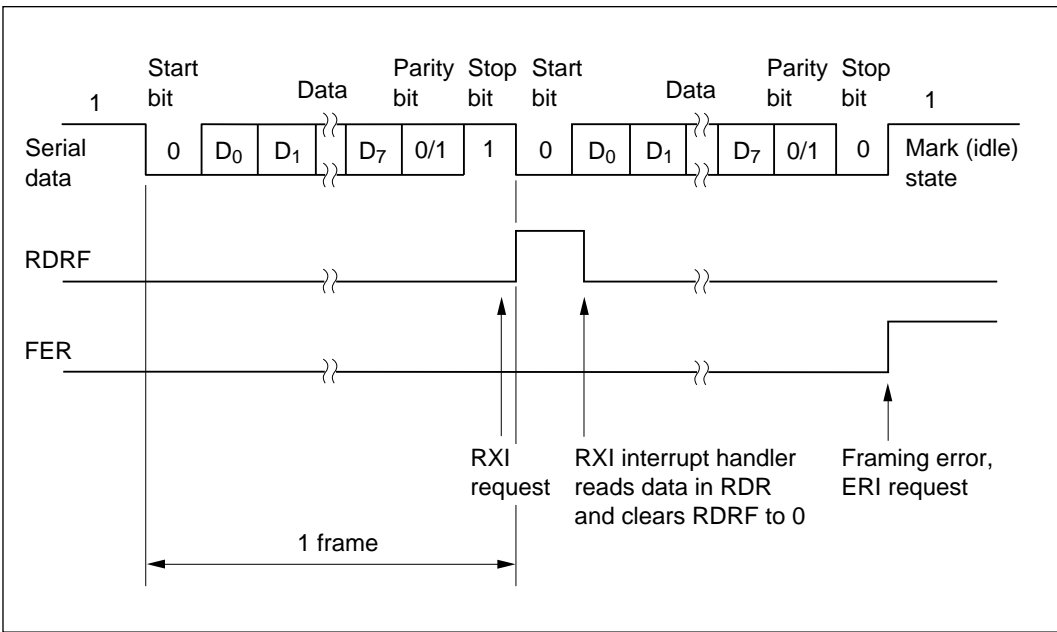 Start bit
Data
Parity bit
Stop bit
Start bit
Data
Parity bit
Stop bit
1
1
Serial data
0
D0
D1
D7
0/1
1
0
D0
D1
D7
0/1
0
Mark (idle) state
RDRF
FER
RXI request
RXI interrupt handler
reads data in RDR
and clears RDRF to 0
Framing error,
ERI request
1 frame